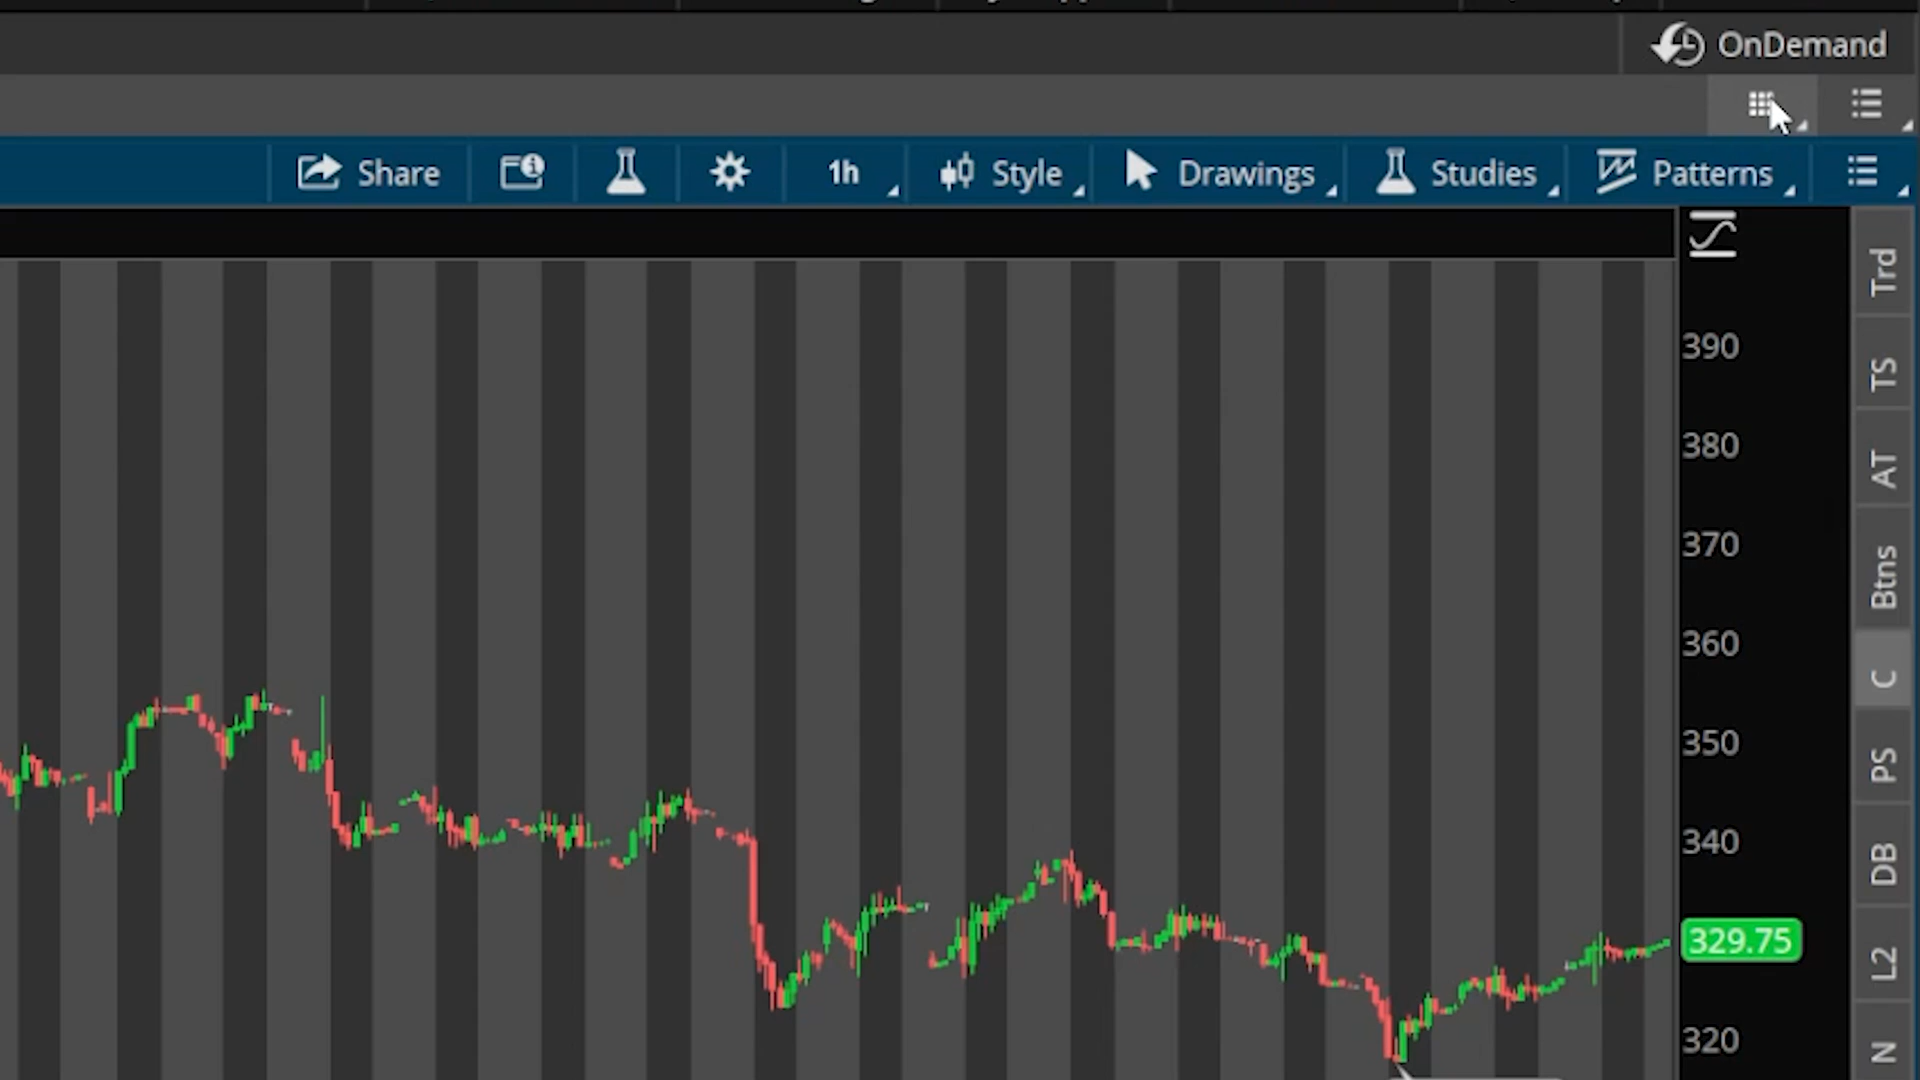 OnDemand
Share
1h
Style
Drawings
Studies
Patterns
Trd
390
TS
380
AT
370
Btns
360
C
350
PS
340
DB
329.75
L2
320
N